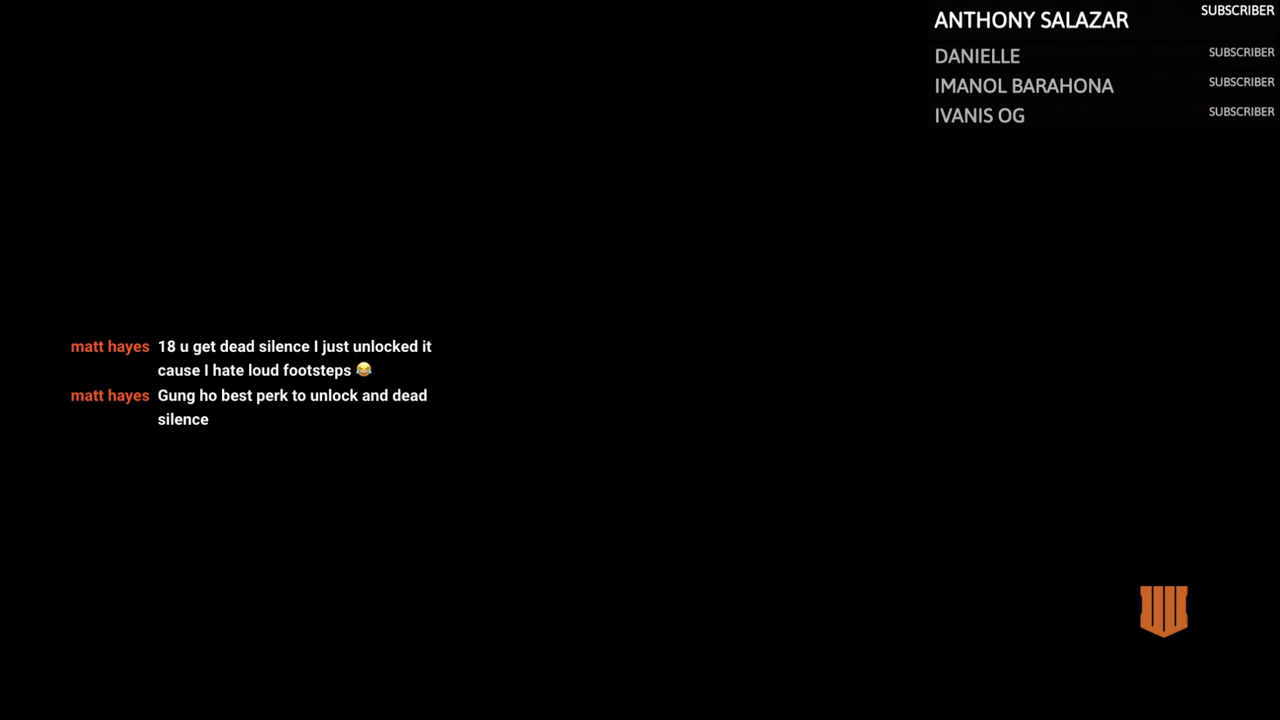 ANTHONY SALAZAR SUBSCRIBER
DANIELLE SUBSCRIBER
IMANOL BARAHONA SUBSCRIBER
IVANIS OG SUBSCRIBER
matt hayes 18 u get dead silence I just unlocked it
cause I hate loud footsteps 😂
matt hayes Gung ho best perk to unlock and dead
silence